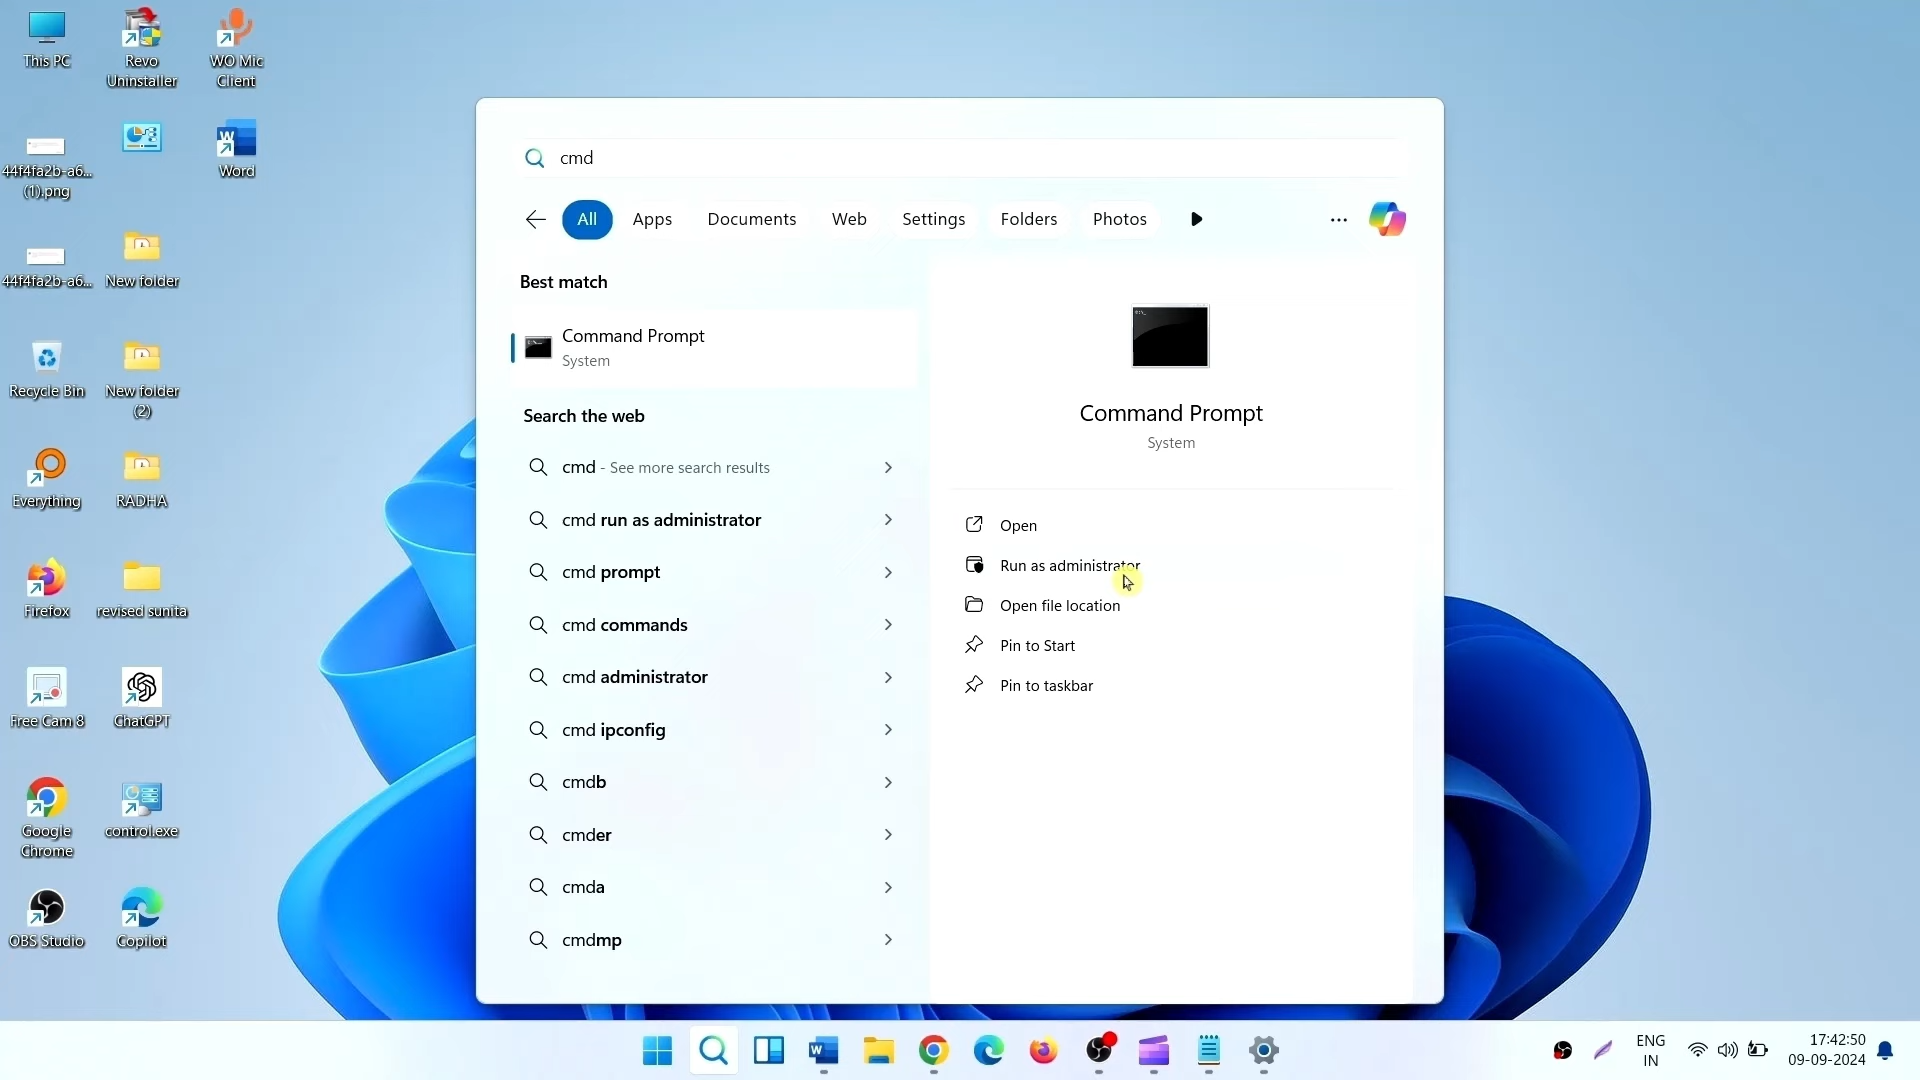 This PC
Revo
Uninstaller
WO Mic
Client
44f4fa2b-a6...
(1).png
Word
44f4fa2b-a6...
New folder
Recycle Bin
New folder
(2)
Everything
RADHA
Firefox
revised sunita
Free Cam 8
ChatGPT
Google
Chrome
control.exe
OBS Studio
Copilot
cmd
All
Apps
Documents
Web
Settings
Folders
Photos
...
Best match
Command Prompt
System
Search the web
cmd - See more search results
cmd run as administrator
cmd prompt
cmd commands
cmd administrator
cmd ipconfig
cmdb
cmder
cmda
cmdmp
Command Prompt
System
Open
Run as administrator
Open file location
Pin to Start
Pin to taskbar
ENG
IN
17:42:50
09-09-2024